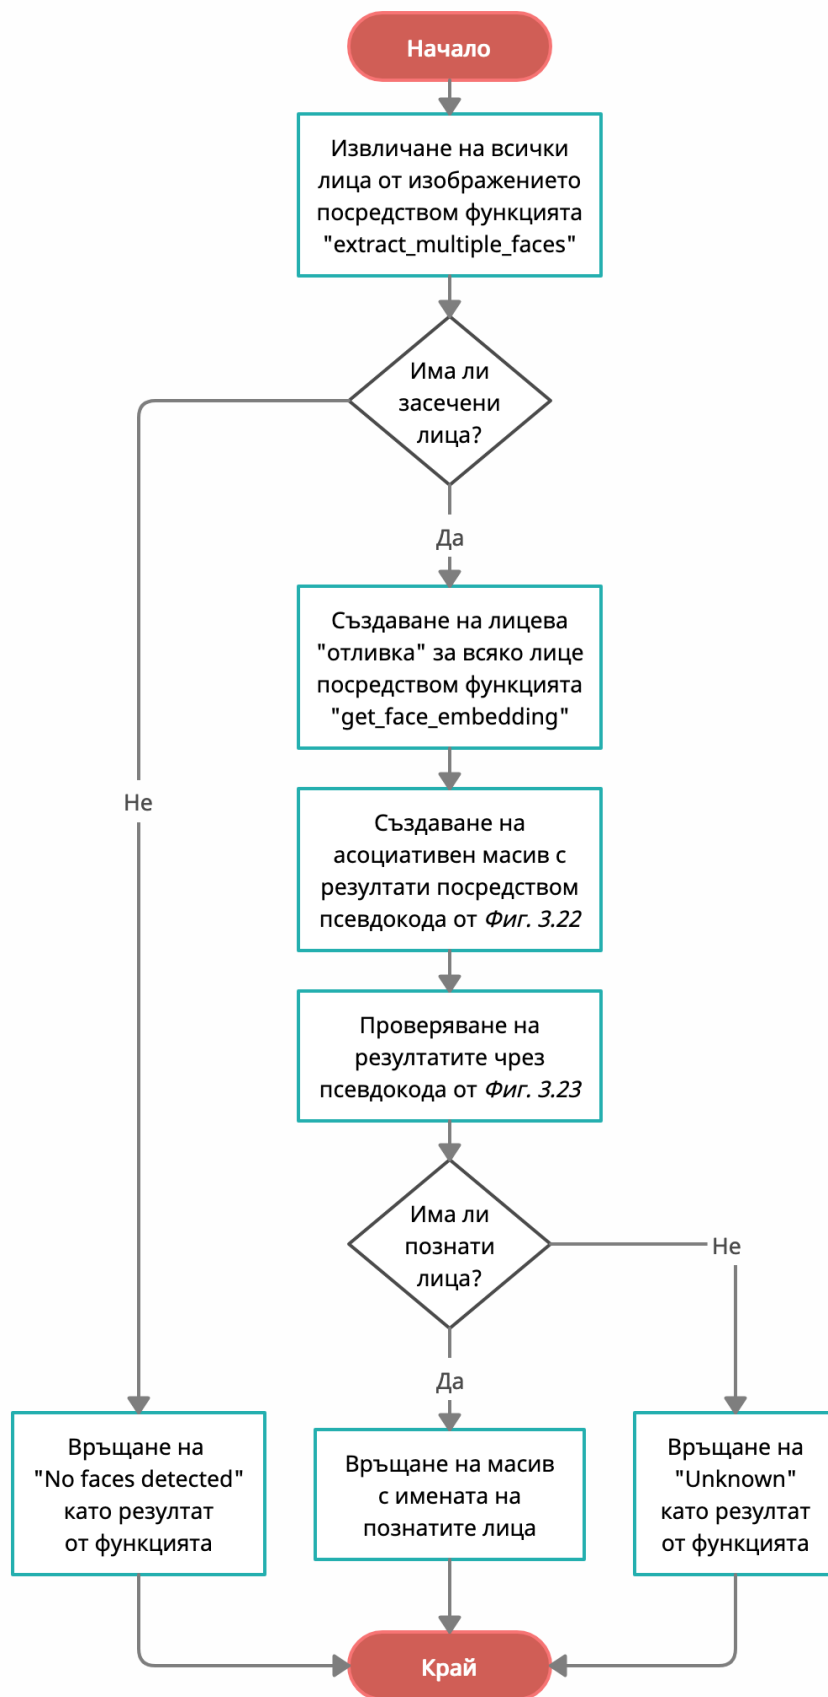 Начало
Извличане на всички
лица от изображението
посредством функцията
"extract_multiple_faces"
Има ли
засечени
лица?
Да
Създаване на лицева
"отливка" за всяко лице
посредством функцията
"get_face_embedding"
Не
Създаване на
асоциативен масив с
резултати посредством
псевдокода от Фиг. 3.22
Проверяване на
резултатите чрез
псевдокода от Фиг. 3.23
Има ли
познати
лица?
Не
Да
Връщане на
"No faces detected"
като резултат
от функцията
Връщане на масив
с имената на
познатите лица
Връщане на
"Unknown"
като резултат
от функцията
Край